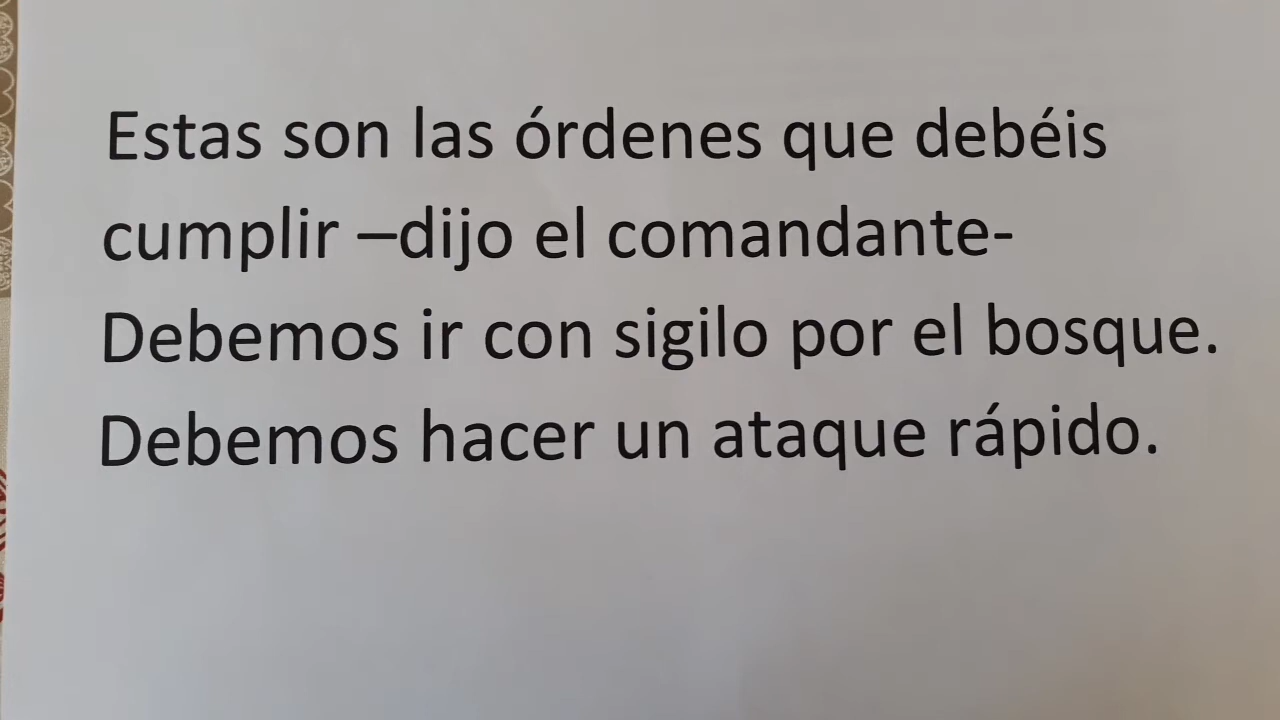 Estas son las órdenes que debéis
cumplir –dijo el comandante-
Debemos ir con sigilo por el bosque.
Debemos hacer un ataque rápido.